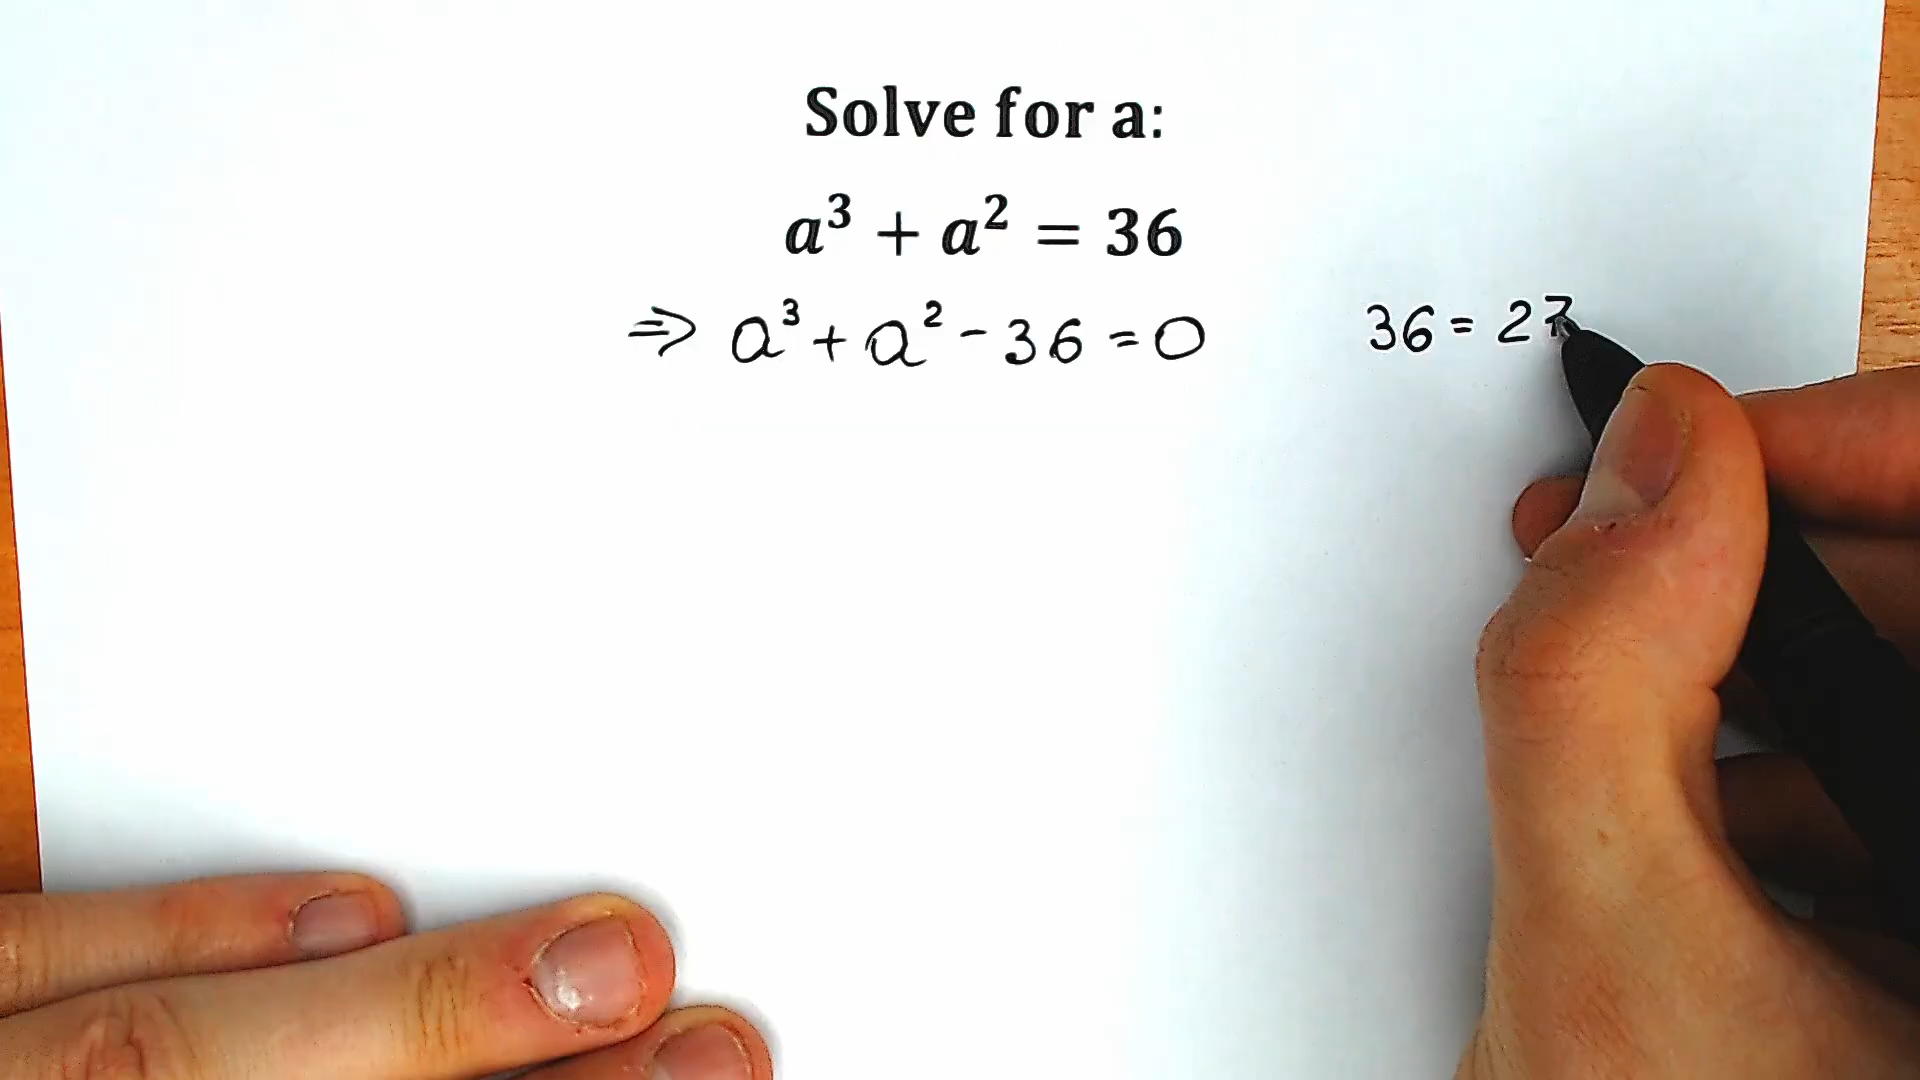 Solve for a:
a³ + a² = 36
⇒ a³ + a² - 36 = 0
36 = 27